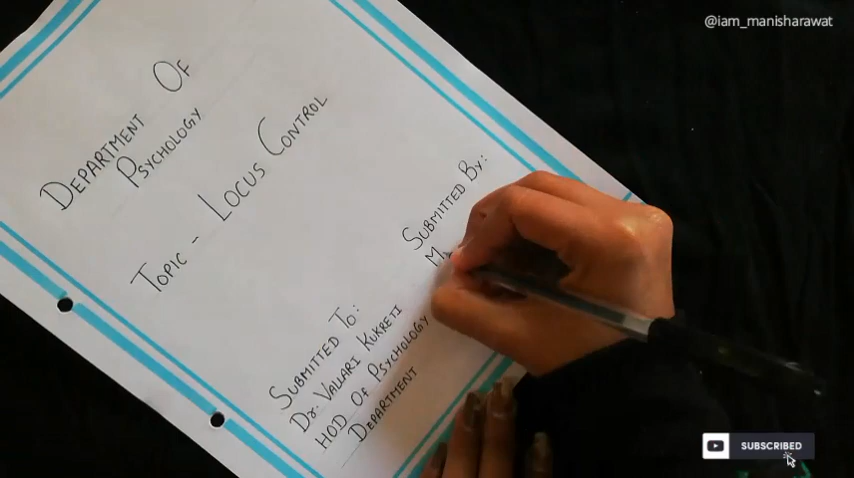 @iam_manisharawat
DEPARTMENT OF
PSYCHOLOGY
TOPIC - LOCUS CONTROL
SUBMITTED BY:
M
SUBMITTED TO:
Dr. VALLARI KUKRETI
HOD OF PSYCHOLOGY
DEPARTMENT
SUBSCRIBED